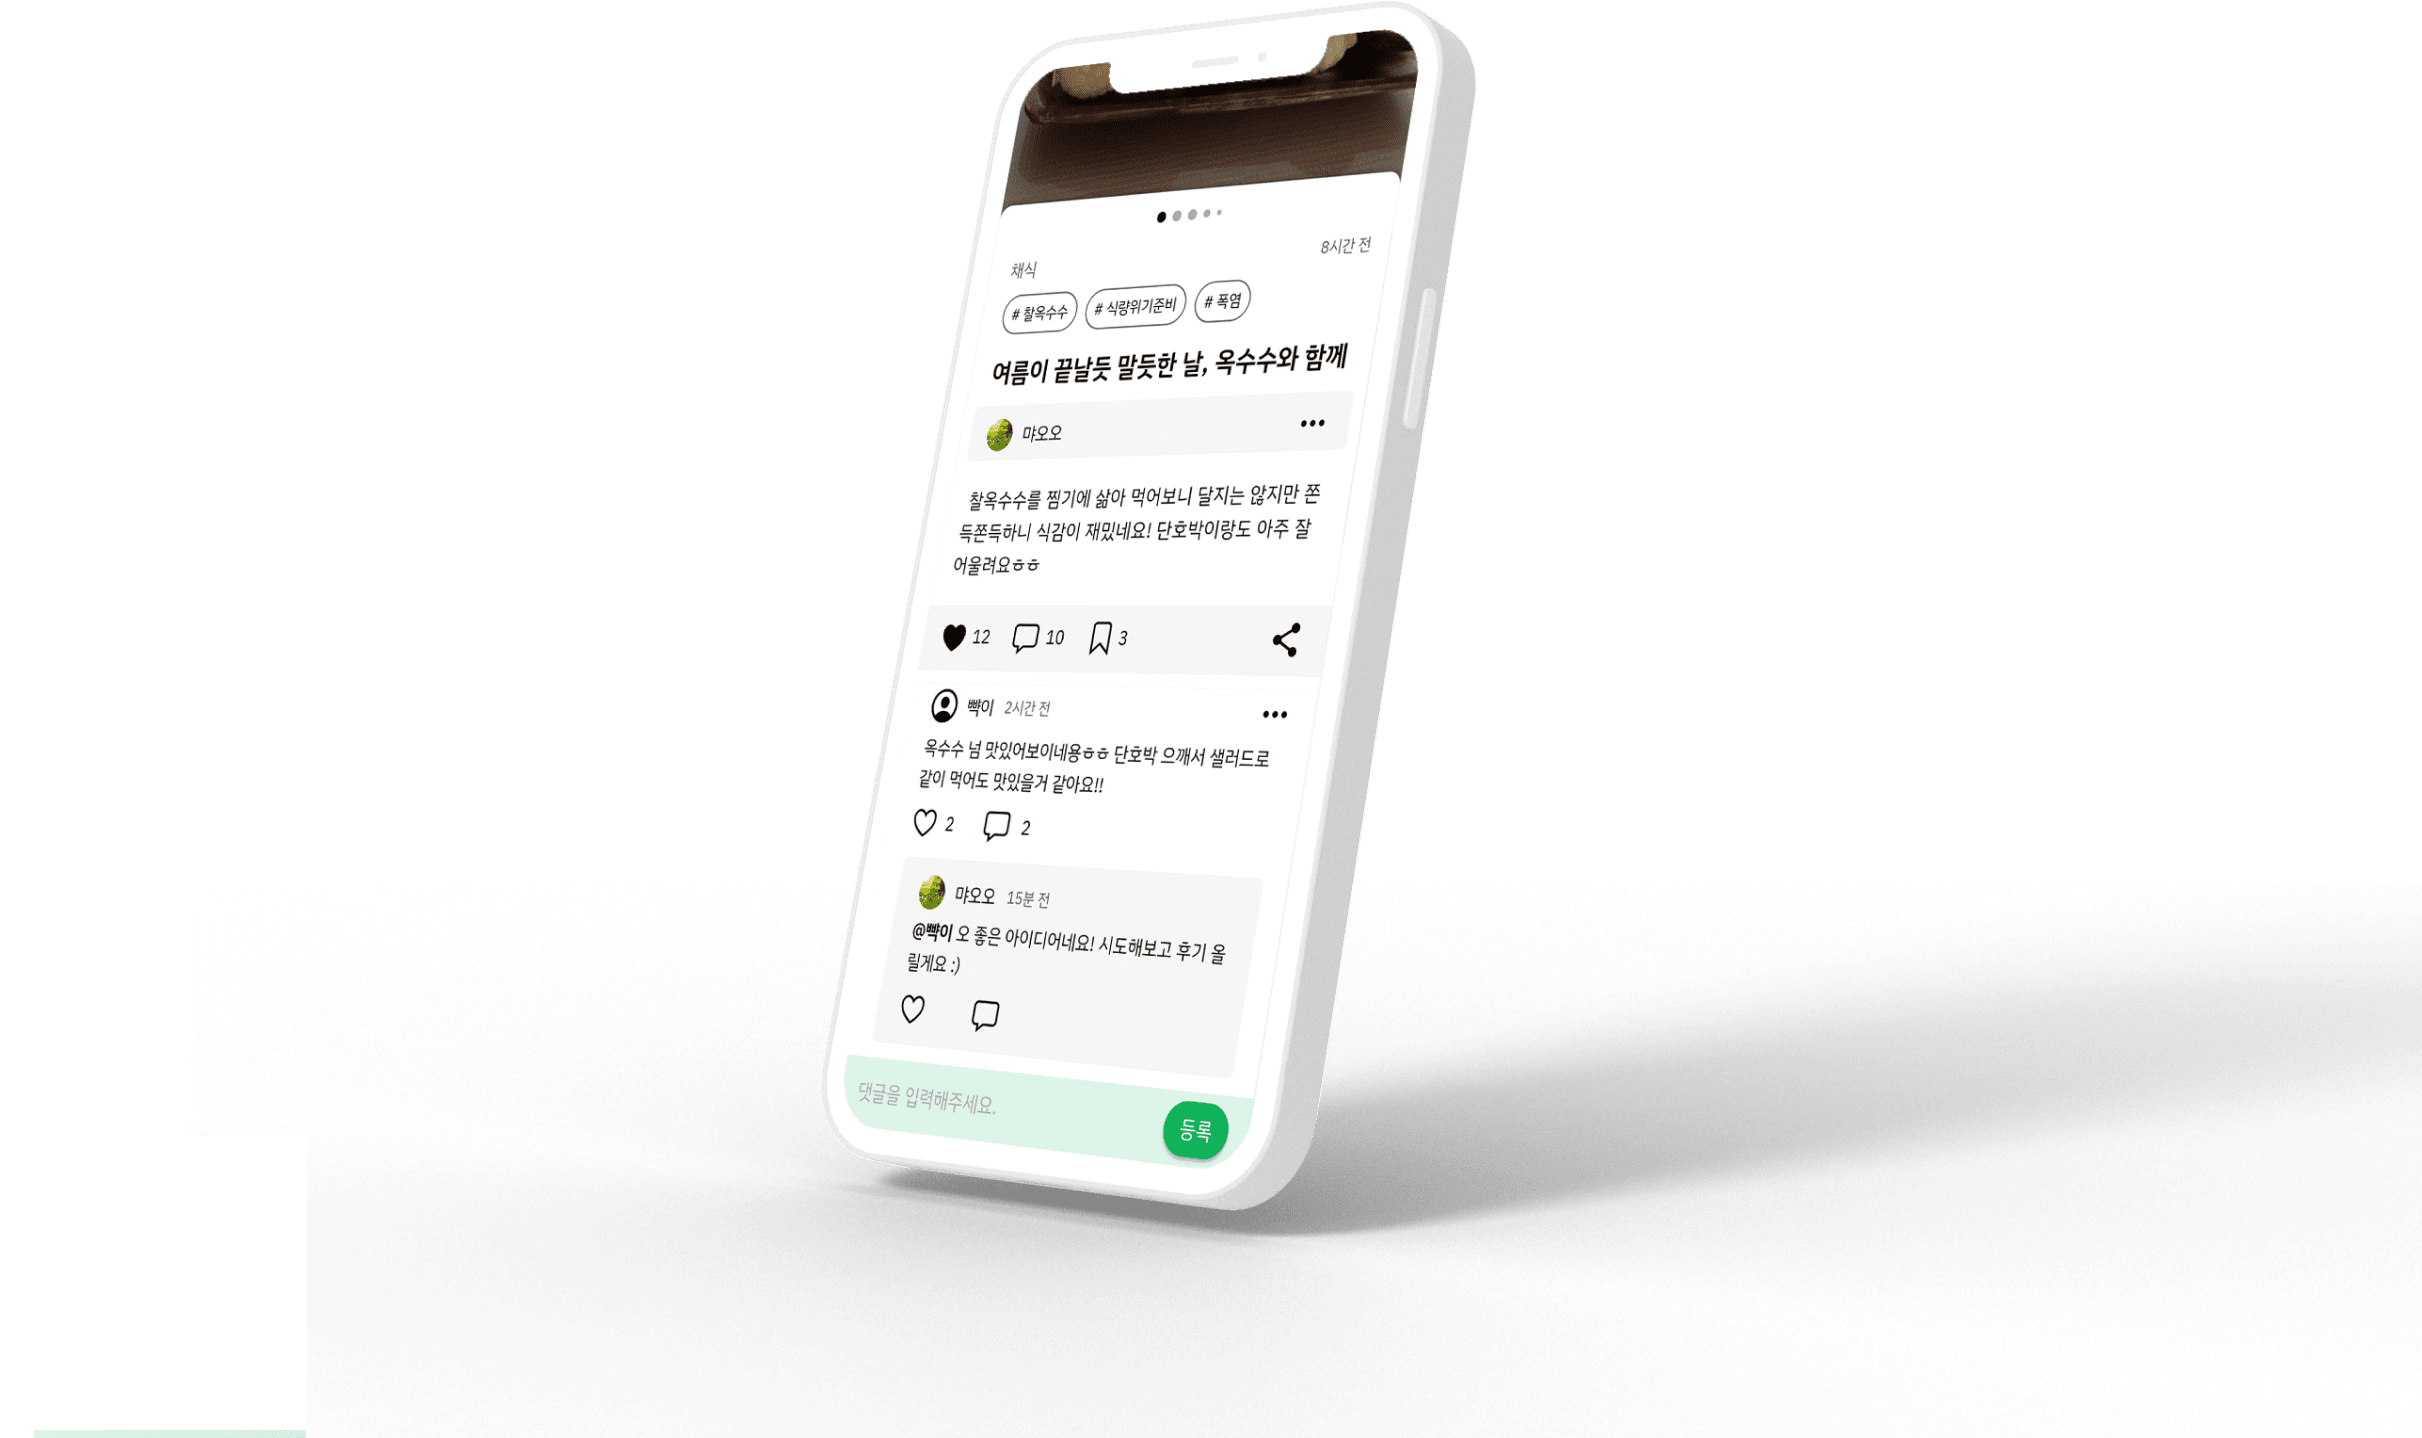 8시간 전
채식
# 찰옥수수 # 식량위기준비 # 폭염
여름이 끝날듯 말듯한 날, 옥수수와 함께
먀오오
찰옥수수를 찜기에 삶아 먹어보니 달지는 않지만 쫀
득쫀득하니 식감이 재밌네요! 단호박이랑도 아주 잘
어울려요ㅎㅎ
12 10 3
빡이 2시간 전
옥수수 넘 맛있어보이네용ㅎㅎ 단호박 으깨서 샐러드로
같이 먹어도 맛있을거 같아요!!
2 2
먀오오 15분 전
@빡이 오 좋은 아이디어네요! 시도해보고 후기 올
릴게요 :)
댓글을 입력해주세요.
등록